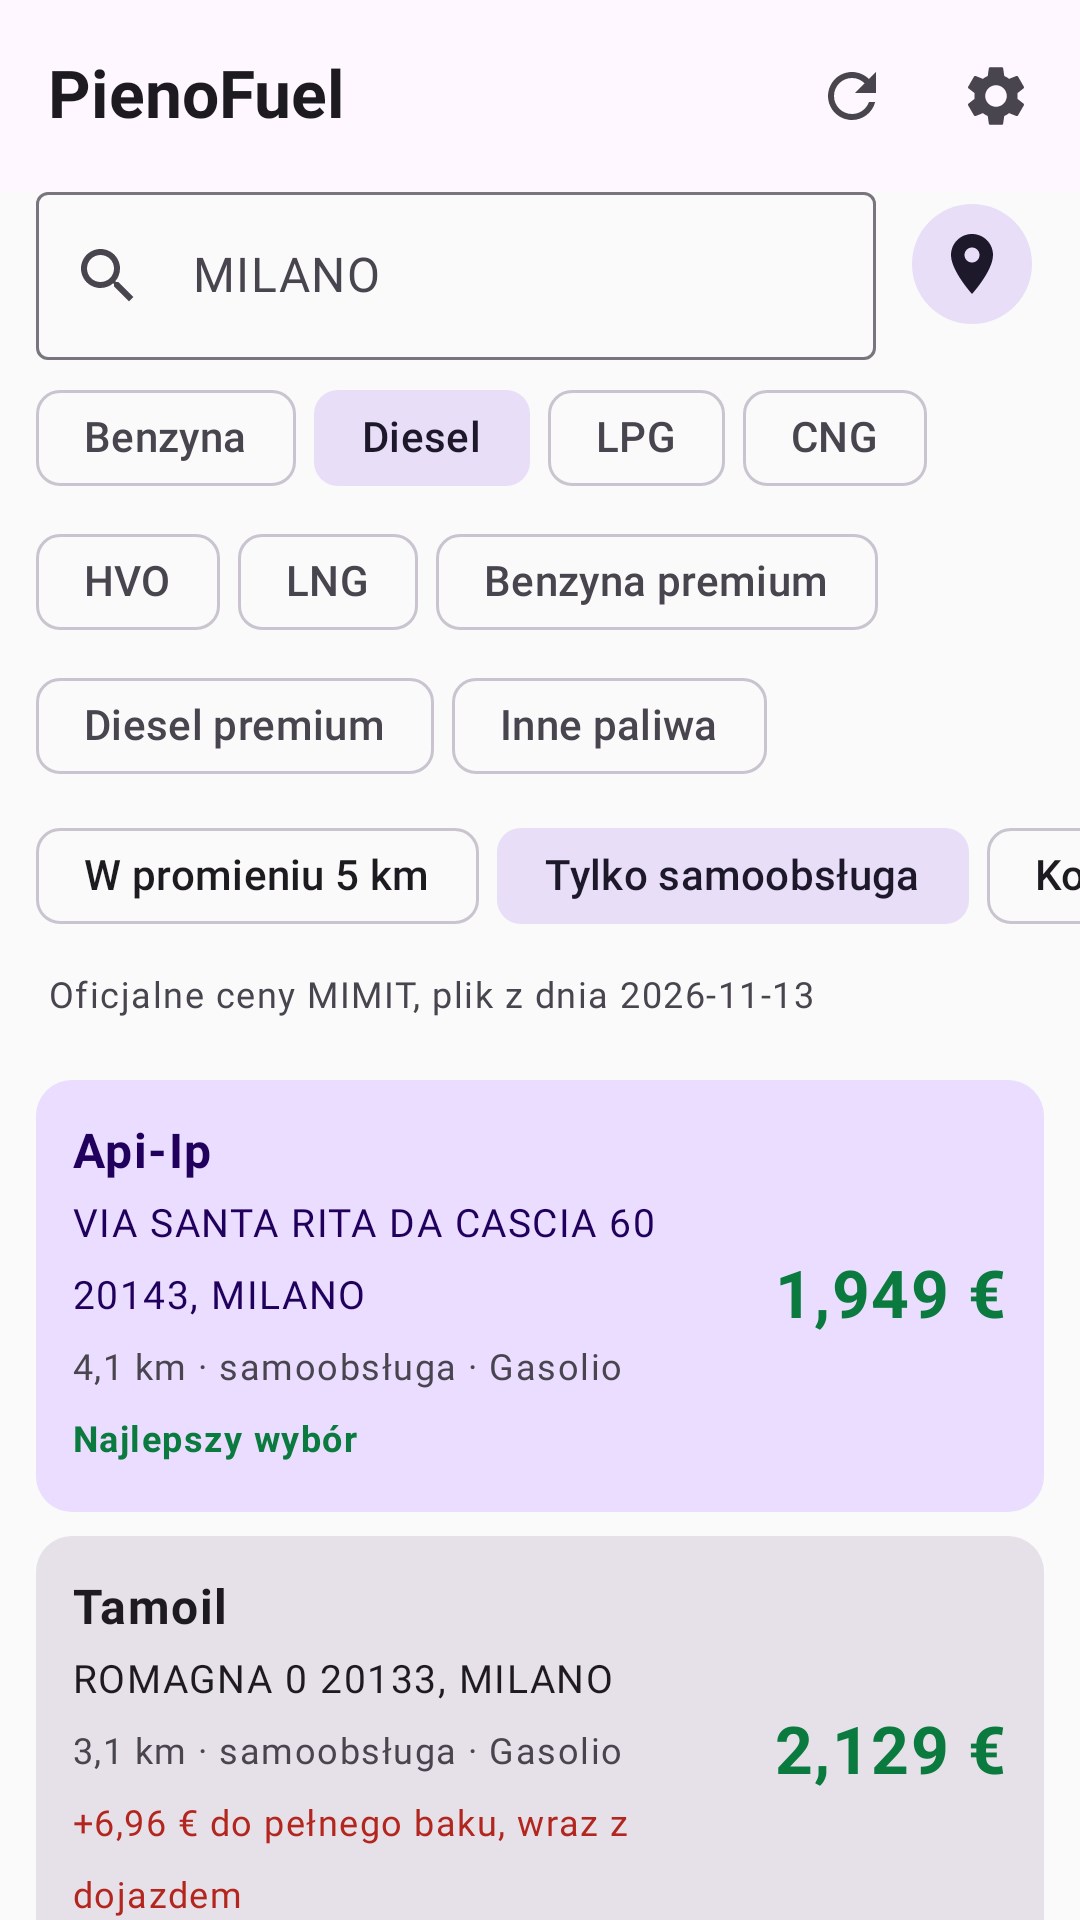 PienoFuel
MILANO
Benzyna
Diesel
LPG
CNG
HVO
LNG
Benzyna premium
Diesel premium
Inne paliwa
W promieniu 5 km
Tylko samoobsługa
Ko
Oficjalne ceny MIMIT, plik z dnia 2026-11-13
Api-Ip
VIA SANTA RITA DA CASCIA 60
20143, MILANO
1,949 €
4,1 km · samoobsługa · Gasolio
Najlepszy wybór
Tamoil
ROMAGNA 0 20133, MILANO
3,1 km · samoobsługa · Gasolio
2,129 €
+6,96 € do pełnego baku, wraz z
dojazdem